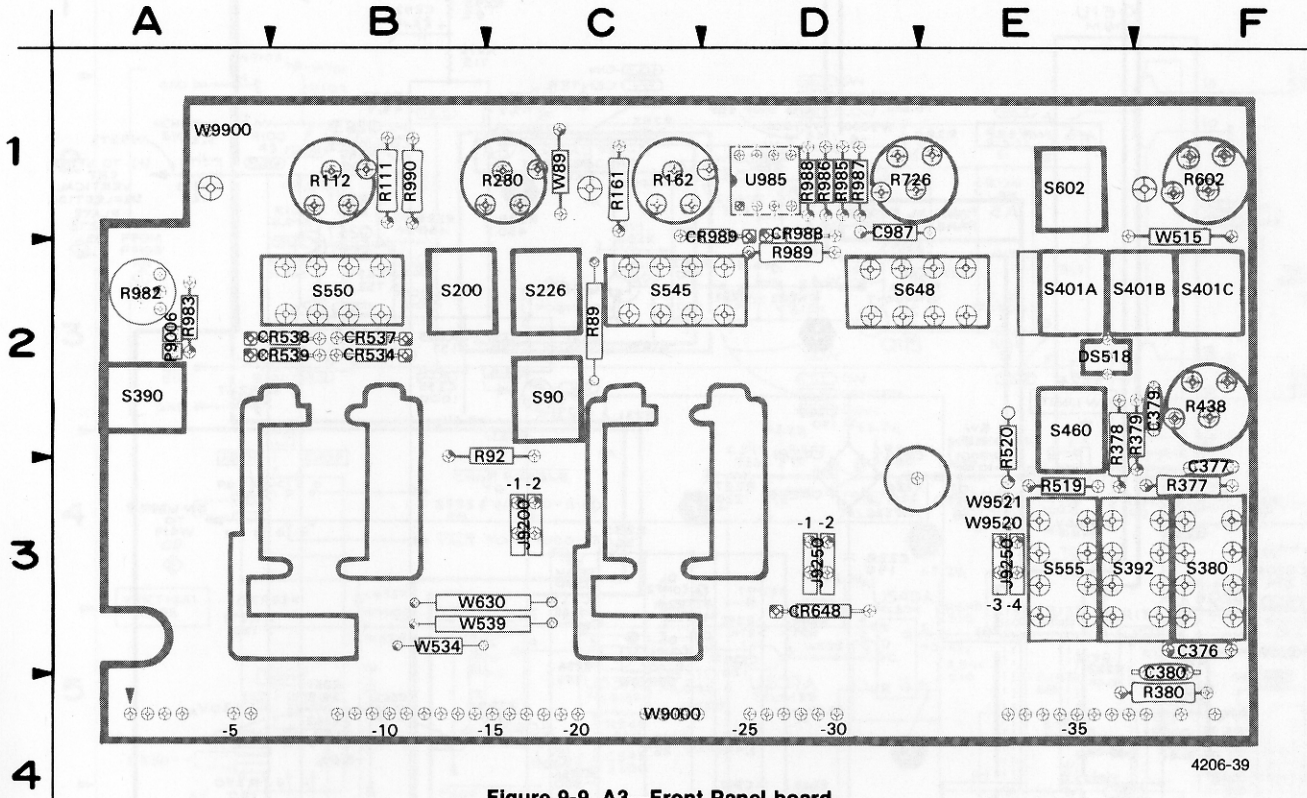 A B C D E F
1
W9900
R112
R111
R990
R280
W89
R161
R162
U985
R988
R986
R985
R987
R726
S602
R602
CR989
CR988
C987
W515
R989
2
R982
P9006
R983
S550
S200
S226
R89
S545
S648
S401A
S401B
S401C
CR538
CR537
CR539
CR534
DS518
S390
S90
R520
S460
R378
R379
C379
R438
R92
C377
R519
R377
3
-1 -2
J9200
-1 -2
J9250
W9521
W9520
J9250
-3 -4
S555
S392
S380
W630
W539
W534
CR648
C376
C380
R380
W9000
-5 -10 -15 -20 -25 -30 -35
4
4206-39
Figure 9-9. A3—Front Panel board.